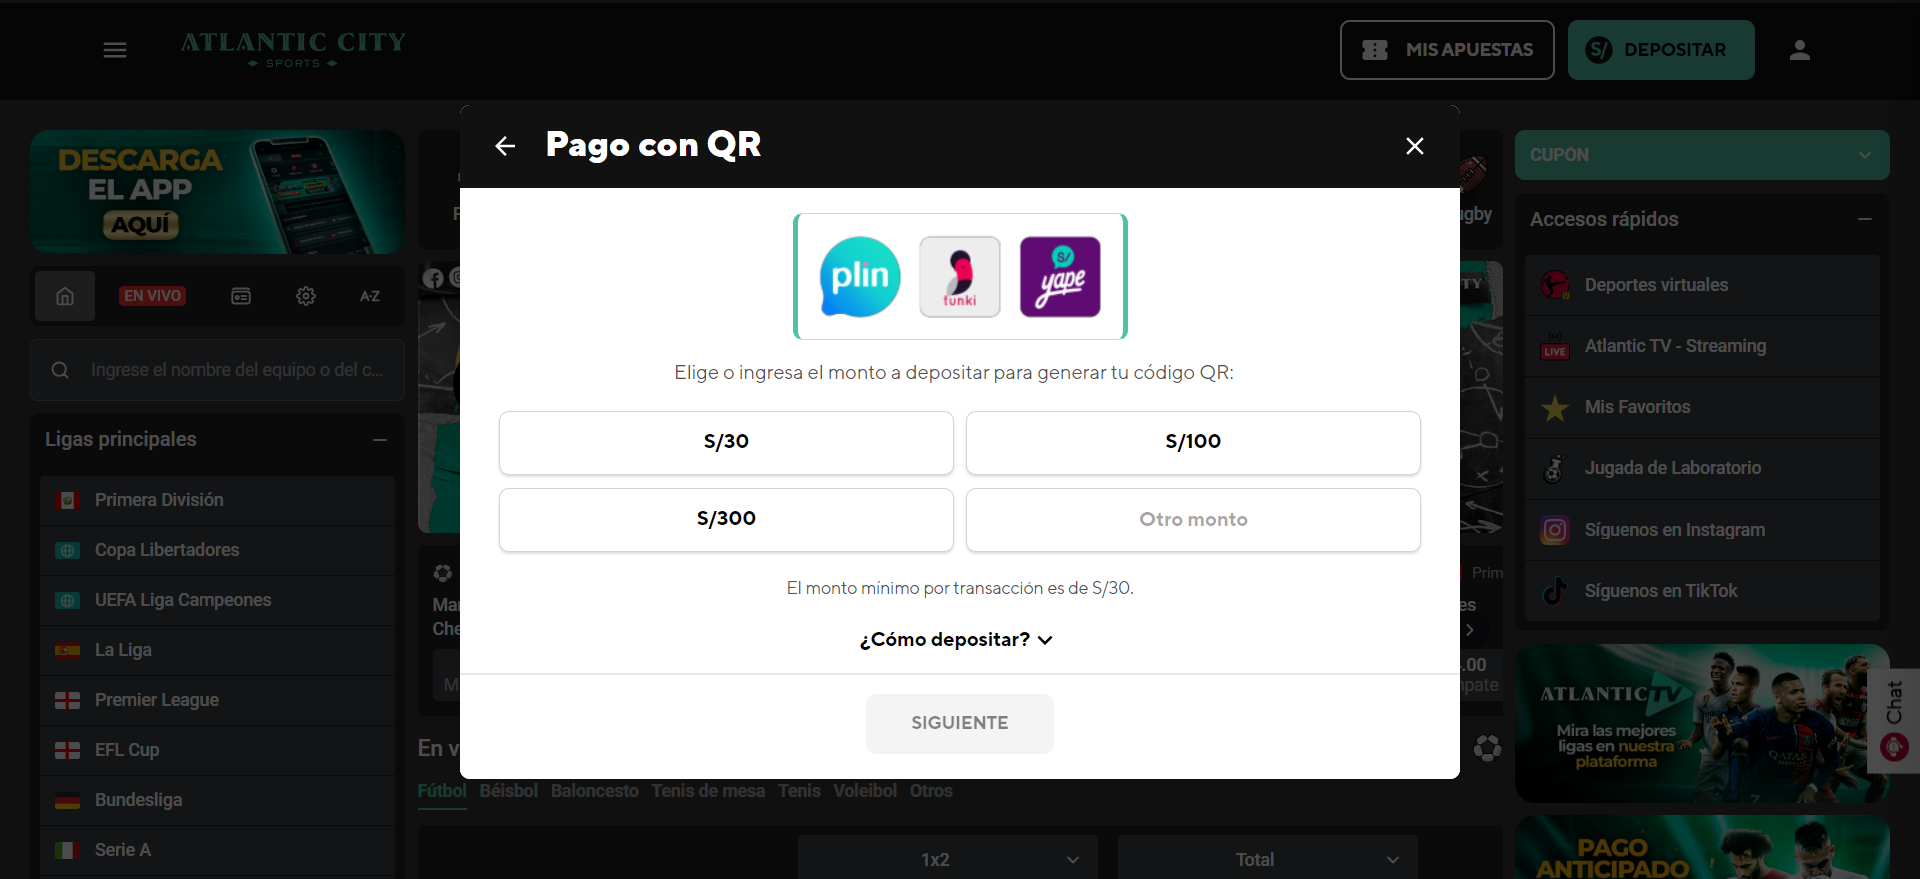 ATLANTIC CITY
SPORTS
MIS APUESTAS
S/ DEPOSITAR
DESCARGA
EL APP
AQUÍ
EN VIVO
A-Z
Ingrese el nombre del equipo o del c...
Ligas principales
Primera División
Copa Libertadores
UEFA Liga Campeones
La Liga
Premier League
EFL Cup
Bundesliga
Serie A
Pago con QR
plin
tunki
S/
yape
Elige o ingresa el monto a depositar para generar tu código QR:
S/30
S/100
S/300
Otro monto
El monto mínimo por transacción es de S/30.
¿Cómo depositar?
SIGUIENTE
En v
Fútbol Béisbol Baloncesto Tenis de mesa Tenis Voleibol Otros
1x2
Total
CUPÓN
Accesos rápidos
Deportes virtuales
LIVE
Atlantic TV - Streaming
Mis Favoritos
Jugada de Laboratorio
Síguenos en Instagram
Síguenos en TikTok
ATLANTIC TV
Mira las mejores
ligas en nuestra
plataforma
Chat
PAGO
ANTICIPADO